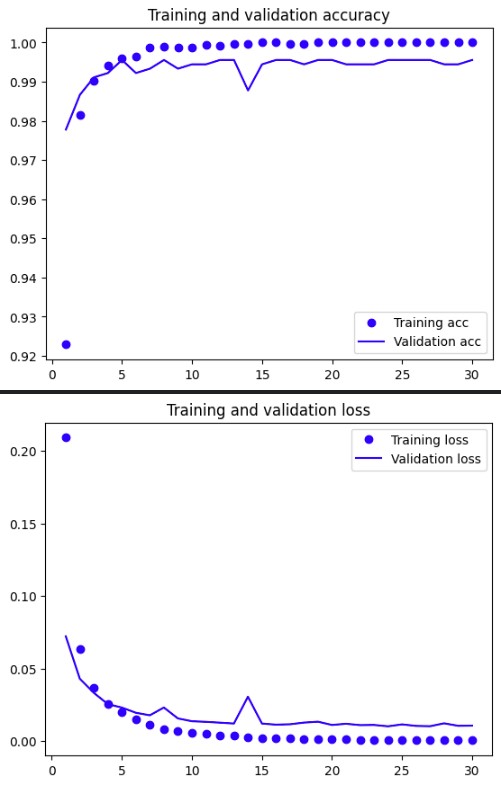 Training and validation accuracy
1.00
0.99
0.98
0.97
0.96
0.95
0.94
0.93
0.92
Training acc
Validation acc
0 5 10 15 20 25 30
Training and validation loss
0.20
0.15
0.10
0.05
0.00
Training loss
Validation loss
0 5 10 15 20 25 30